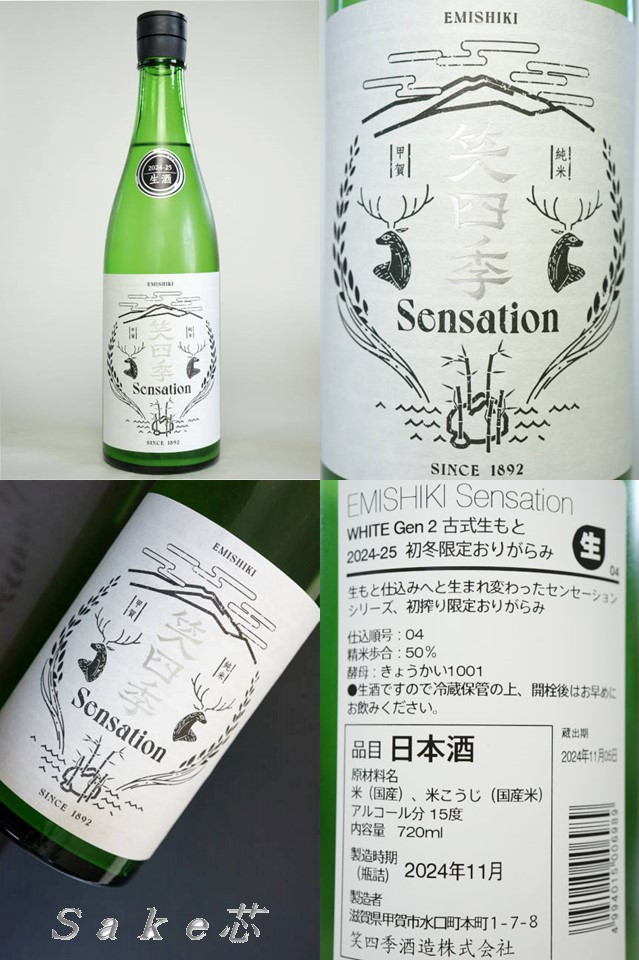 2024-25
生酒
EMISHIKI
甲賀
純米
笑四季
Sensation
SINCE 1892
EMISHIKI
甲賀
純米
笑四季
Sensation
SINCE 1892
EMISHIKI
甲賀
純米
笑四季
Sensation
SINCE 1892
Sake芯
EMISHIKI Sensation
WHITE Gen 2 古式生もと
2024-25 初冬限定おりがらみ
生
04
生もと仕込みへと生まれ変わったセンセーション
シリーズ、初搾り限定おりがらみ
仕込順号:04
精米歩合:50%
酵母:きょうかい1001
●生酒ですので冷蔵保管の上、開栓後はお早めに
お飲みください。
品目 日本酒
原材料名
米(国産)、米こうじ(国産米)
アルコール分 15度
内容量 720ml
製造時期
(瓶詰) 2024年11月
製造者
滋賀県甲賀市水口町本町1-7-8
笑四季酒造株式会社
蔵出期
2024年11月05日
4994015006989